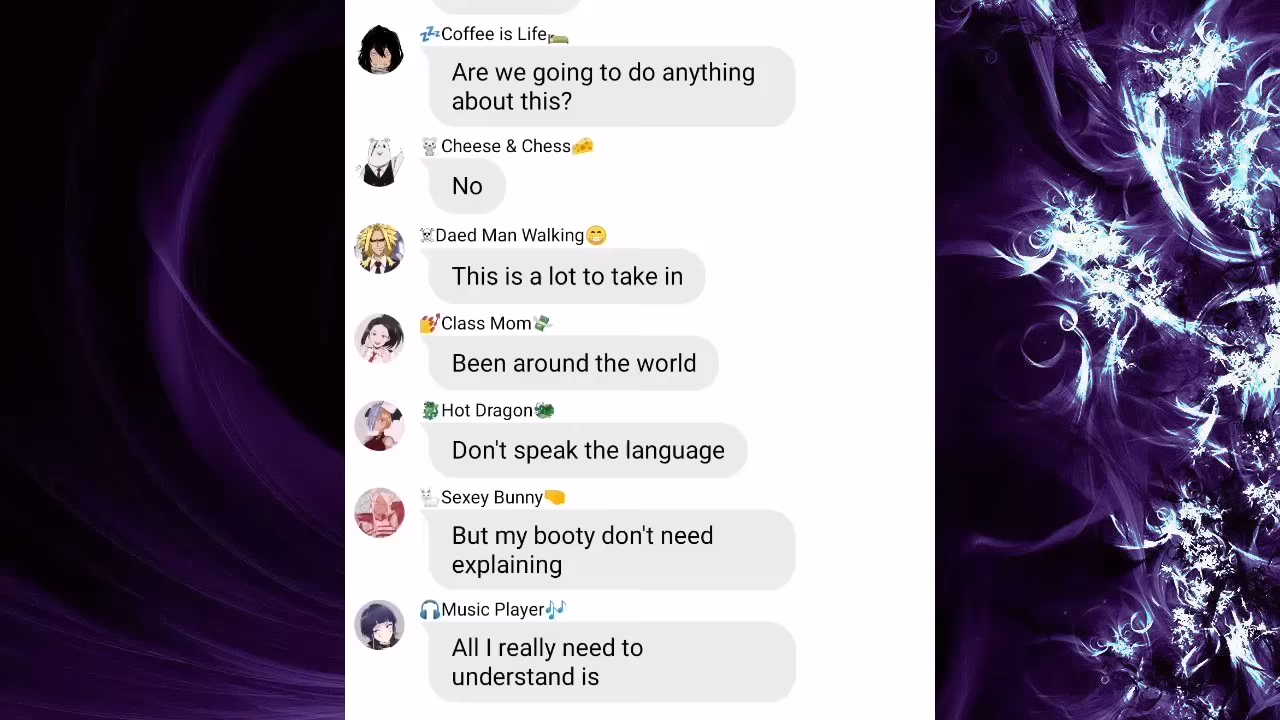 💤Coffee is Life🛏️
Are we going to do anything
about this?
🐭Cheese & Chess🧀
No
☠️Daed Man Walking😁
This is a lot to take in
💅Class Mom💸
Been around the world
🐉Hot Dragon🐲
Don't speak the language
🐇Sexey Bunny🤜
But my booty don't need
explaining
🎧Music Player🎶
All I really need to
understand is